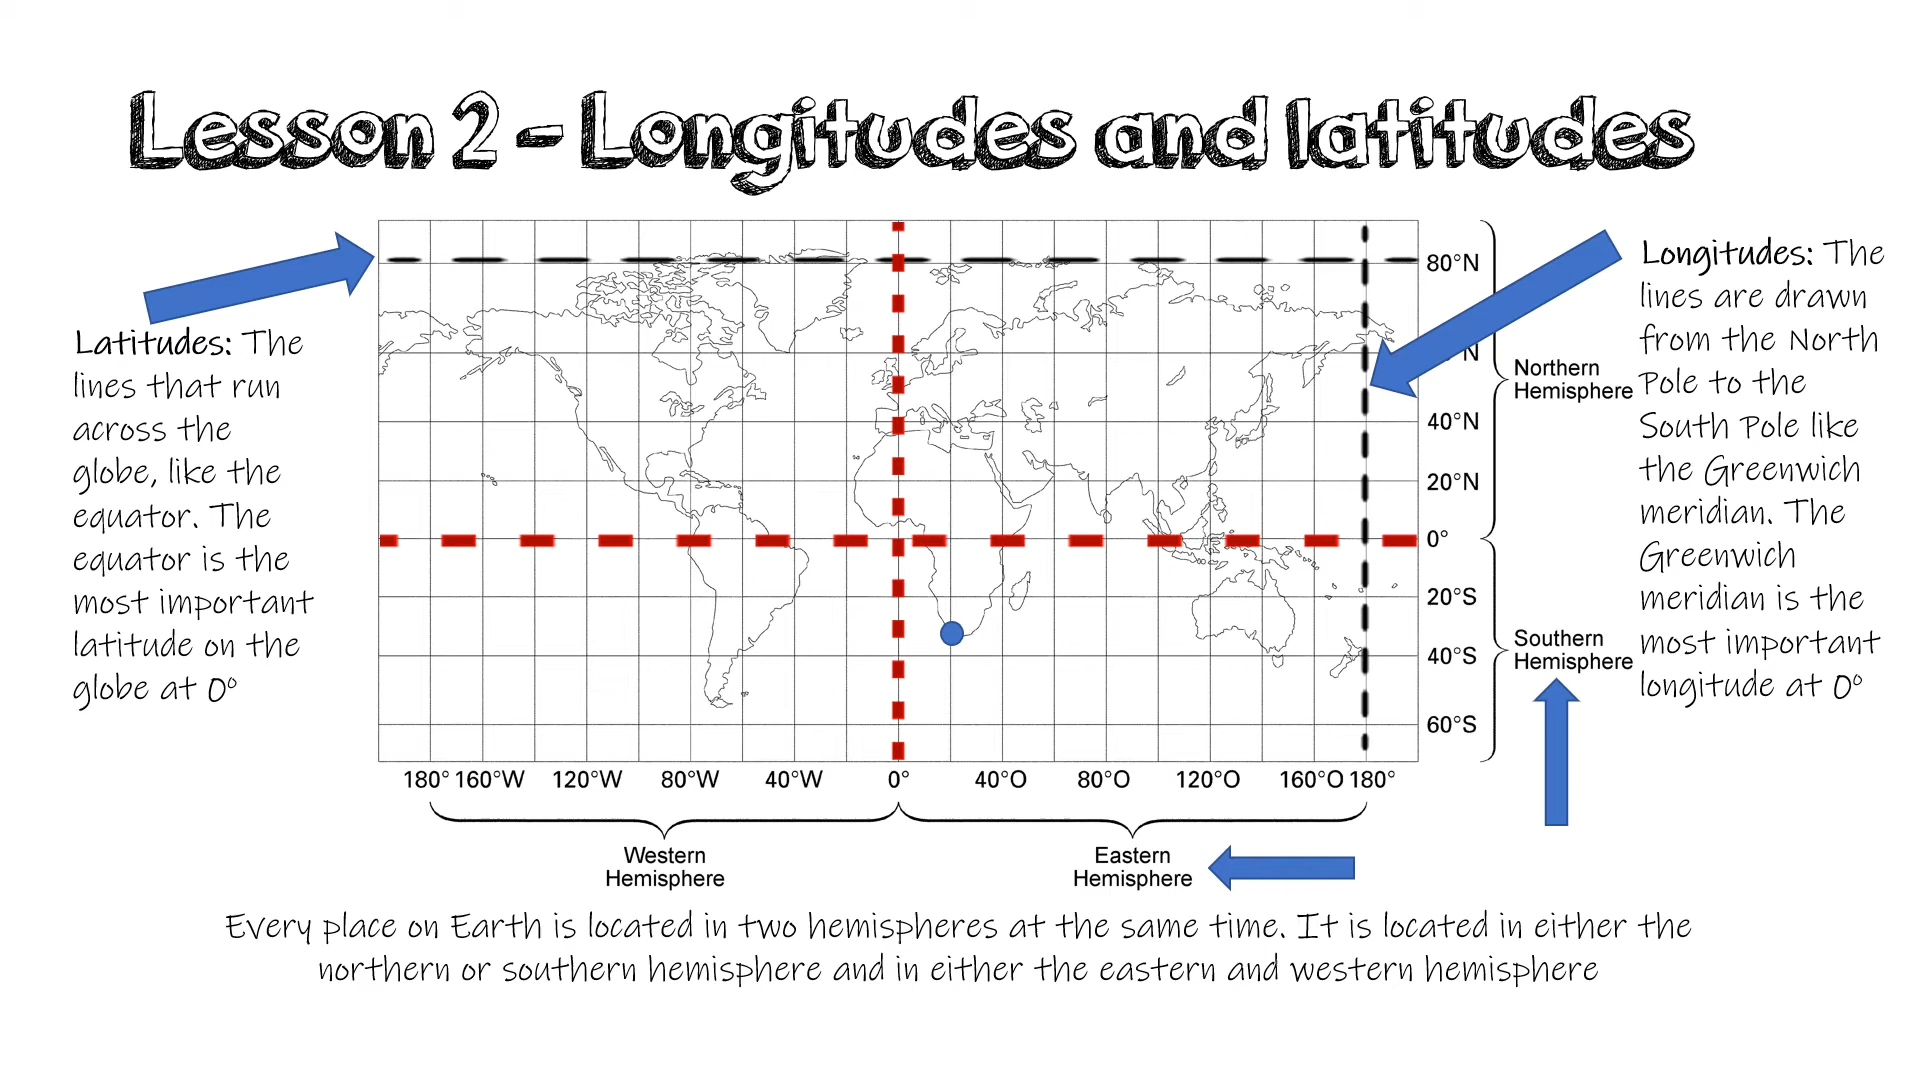 Lesson 2 - Longitudes and latitudes
Latitudes: The
lines that run
across the
globe, like the
equator. The
equator is the
most important
latitude on the
globe at 0°
80°N
N
40°N
20°N
0°
20°S
40°S
60°S
Northern
Hemisphere
Southern
Hemisphere
Longitudes: The
lines are drawn
from the North
Pole to the
South Pole like
the Greenwich
meridian. The
Greenwich
meridian is the
most important
longitude at 0°
180° 160°W 120°W 80°W 40°W 0° 40°O 80°O 120°O 160°O 180°
Western
Hemisphere
Eastern
Hemisphere
Every place on Earth is located in two hemispheres at the same time. It is located in either the
northern or southern hemisphere and in either the eastern and western hemisphere